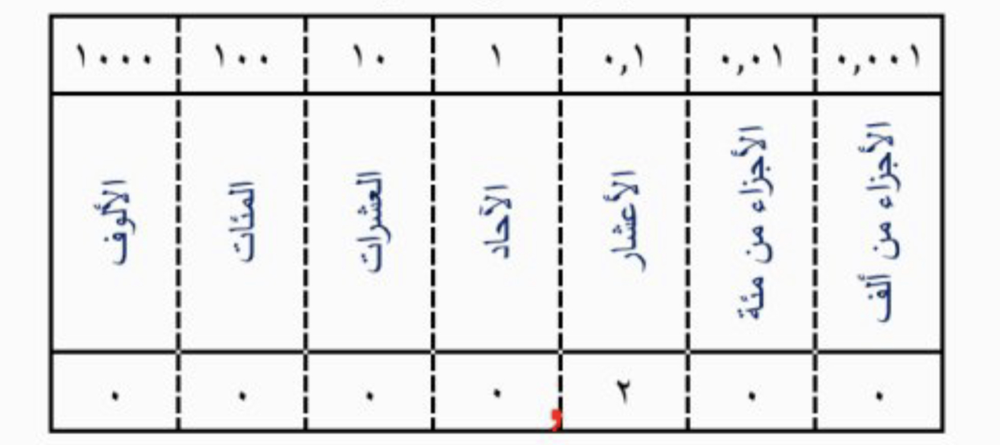 ١٠٠٠ ١٠٠ ١٠ ١ ٠,١ ٠,٠١ ٠,٠٠١
الألوف المئات العشرات الآحاد الأعشار الأجزاء من مئة الأجزاء من ألف
٠ ٠ ٠ ٠ , ٢ ٠ ٠